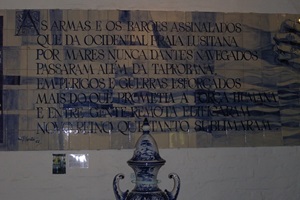 AS ARMAS E OS BARÕES ASSINALADOS
QUE DA OCIDENTAL PRAIA LUSITANA
POR MARES NUNCA DANTES NAVEGADOS
PASSARAM ALÉM DA TAPROBANA,
EM PERIGOS E GUERRAS ESFORÇADOS
MAIS DO QUE PROMETIA A FORÇA HUMANA
E ENTRE GENTE REMOTA EDIFICARAM
NOVO REINO, QUE TANTO SUBLIMARAM